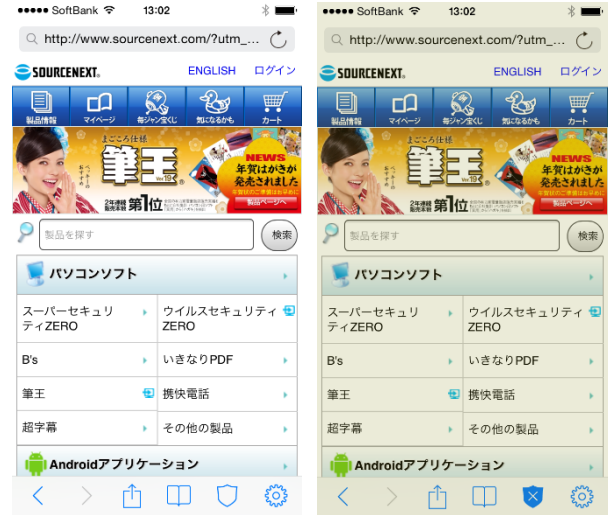 SoftBank 13:02
http://www.sourcenext.com/?utm_...
SOURCENEXT.
ENGLISH ログイン
製品情報 マイページ 毎ジャン宝くじ 気になるかも カート
まごころ仕様
筆王
Ver.19
2年連続
販売本数 第1位
NEWS
年賀はがきが
発売されました
製品ページへ
製品を探す 検索
パソコンソフト
スーパーセキュリティZERO
ウイルスセキュリティZERO
B's
いきなりPDF
筆王
携快電話
超字幕
その他の製品
Androidアプリケーション
SoftBank 13:02
http://www.sourcenext.com/?utm_...
SOURCENEXT.
ENGLISH ログイン
製品情報 マイページ 毎ジャン宝くじ 気になるかも カート
まごころ仕様
筆王
Ver.19
2年連続
販売本数 第1位
NEWS
年賀はがきが
発売されました
製品ページへ
製品を探す 検索
パソコンソフト
スーパーセキュリティZERO
ウイルスセキュリティZERO
B's
いきなりPDF
筆王
携快電話
超字幕
その他の製品
Androidアプリケーション